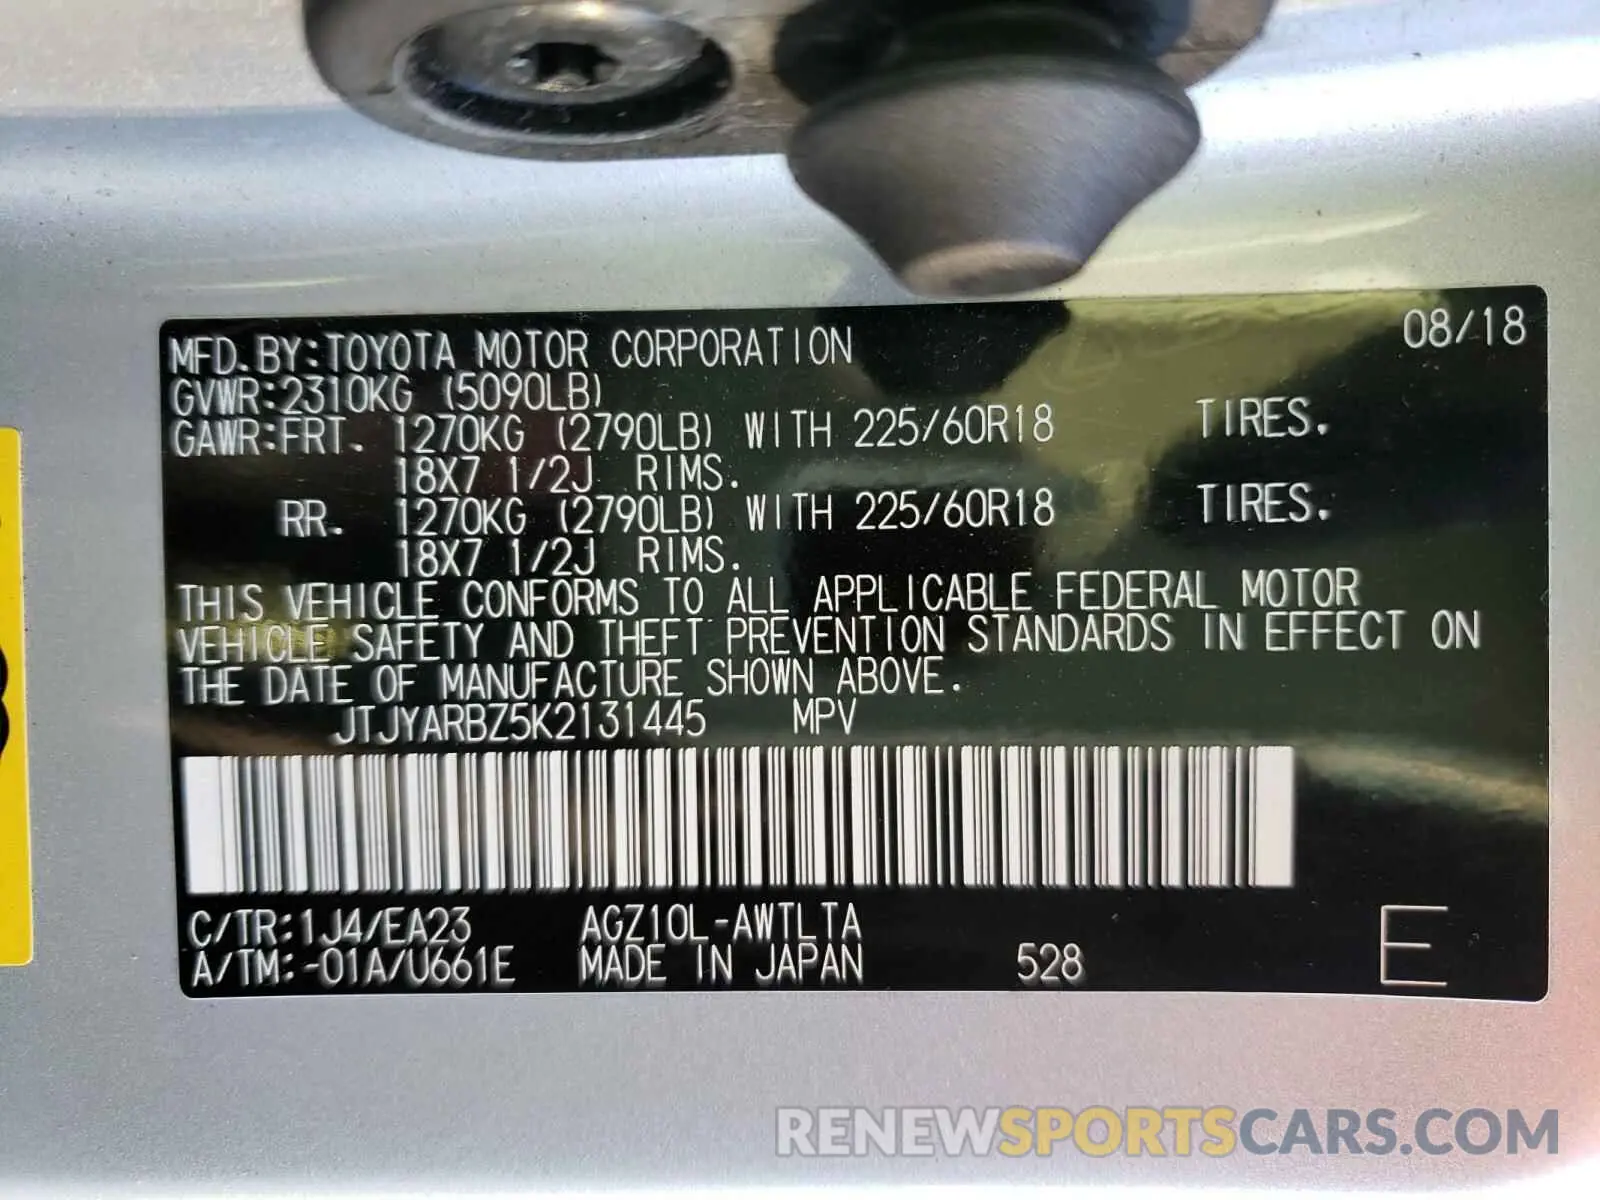 MFD.BY:TOYOTA MOTOR CORPORATION 08/18
GVWR:2310KG (5090LB)
GAWR:FRT. 1270KG (2790LB) WITH 225/60R18 TIRES.
18X7 1/2J RIMS.
RR. 1270KG (2790LB) WITH 225/60R18 TIRES.
18X7 1/2J RIMS.
THIS VEHICLE CONFORMS TO ALL APPLICABLE FEDERAL MOTOR
VEHICLE SAFETY AND THEFT PREVENTION STANDARDS IN EFFECT ON
THE DATE OF MANUFACTURE SHOWN ABOVE.
JTJYARBZ5K2131445 MPV
C/TR:1J4/EA23 AGZ10L-AWTLTA
A/TM:-01A/U661E MADE IN JAPAN 528 E
RENEWSPORTSCARS.COM